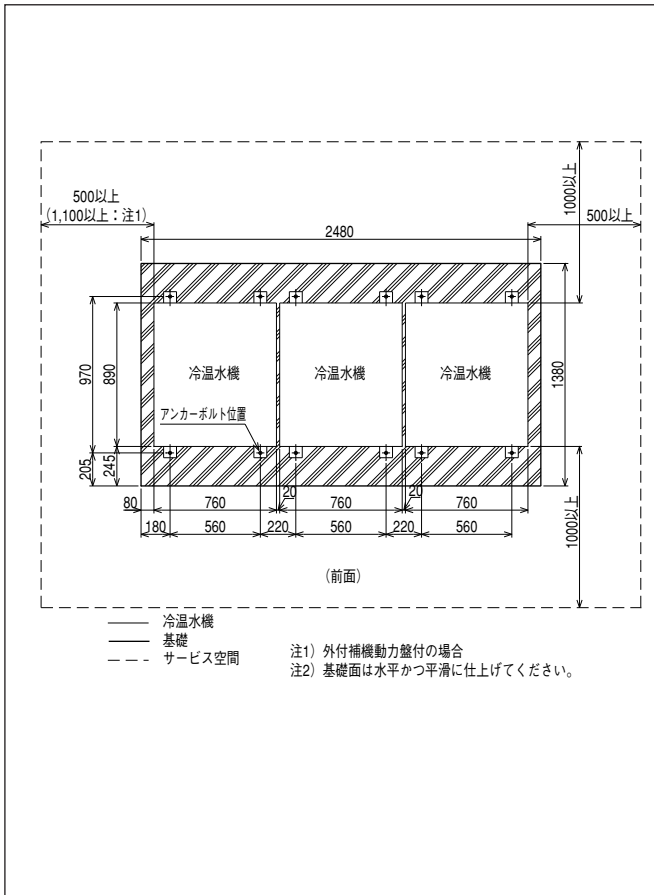 500以上
(1,100以上：注1)
1000以上
500以上
2480
冷温水機
冷温水機
冷温水機
アンカーボルト位置
970
890
1380
205
245
80
760
20
760
20
760
180
560
220
560
220
560
1000以上
(前面)
冷温水機
基礎
サービス空間
注1) 外付補機動力盤付の場合
注2) 基礎面は水平かつ平滑に仕上げてください。